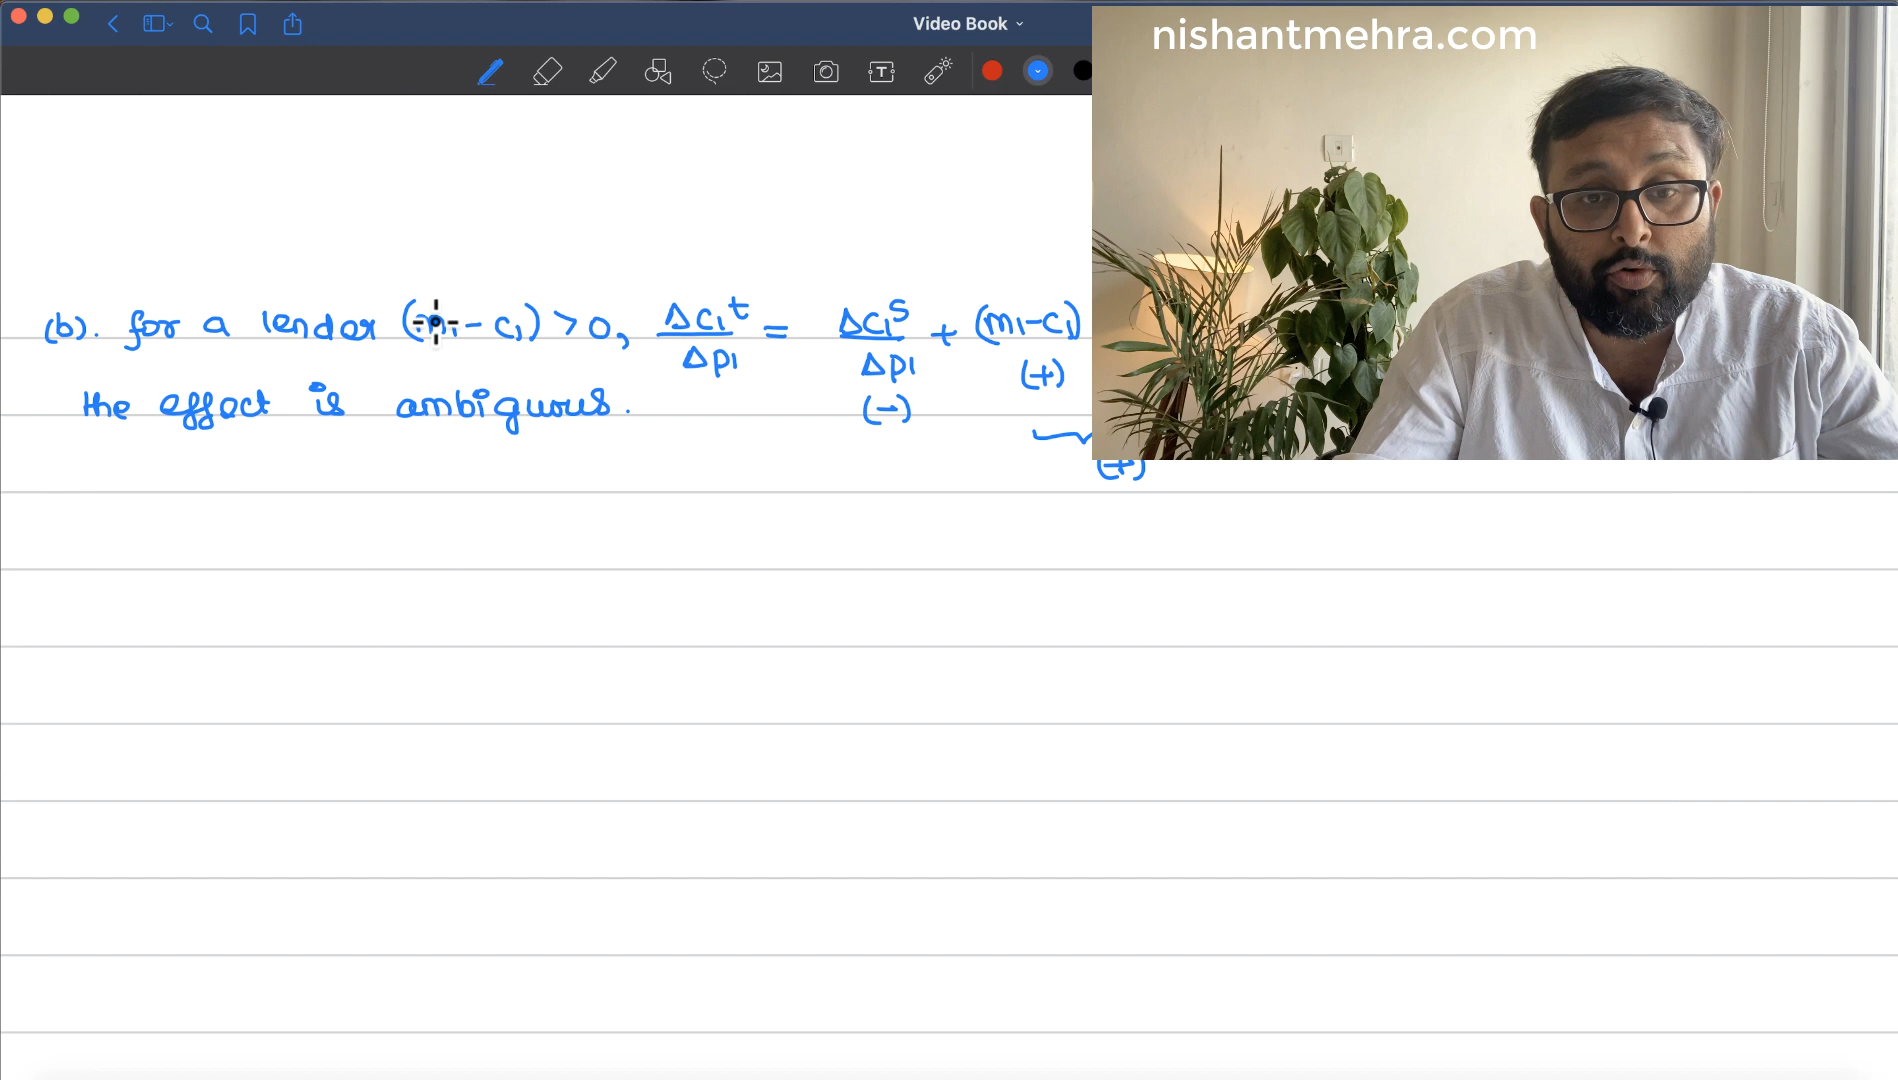 Video Book
nishantmehra.com
(b). for a lender (m₁ - c₁) > 0, Δc₁ᵗ/Δp₁ = Δc₁ˢ/Δp₁ + (m₁-c₁)
(+)
the effect is ambiguous. (-)
(+)